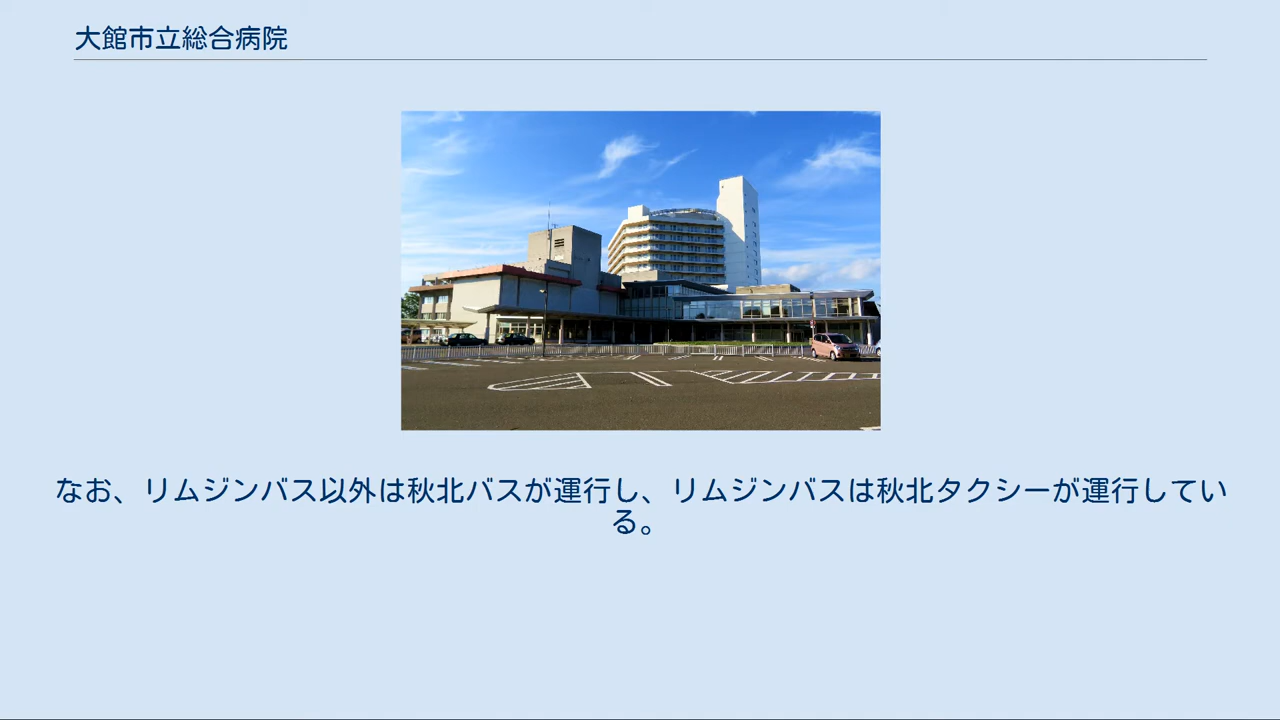 大館市立総合病院
なお、リムジンバス以外は秋北バスが運行し、リムジンバスは秋北タクシーが運行してい
る。